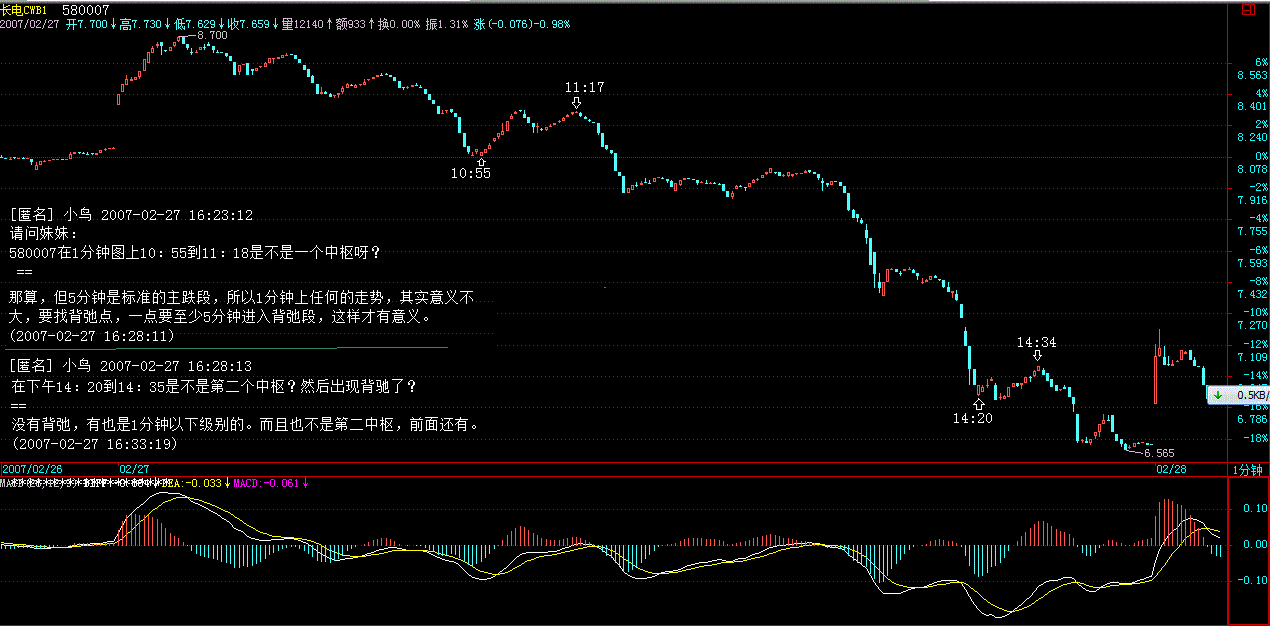 长电CWB1 580007
2007/02/27 开7.700↓高7.730↓低7.629↓收7.659↓量12140↑额933↑换0.00% 振1.31% 涨(-0.076)-0.98%
8.700
11:17
10:55
6%
8.563
4%
8.401
2%
8.240
0%
8.078
-2%
7.916
-4%
7.755
-6%
7.593
-8%
7.432
-10%
7.270
-12%
7.109
-14%
0.5KB/
-16%
6.786
-18%
[匿名] 小鸟 2007-02-27 16:23:12
请问妹妹:
580007在1分钟图上10: 55到11: 18是不是一个中枢呀?
==
那算，但5分钟是标准的主跌段，所以1分钟上任何的走势，其实意义不
大，要找背弛点，一点要至少5分钟进入背弛段，这样才有意义。
(2007-02-27 16:28:11)
[匿名] 小鸟 2007-02-27 16:28:13
在下午14: 20到14: 35是不是第二个中枢? 然后出现背驰了?
==
没有背弛，有也是1分钟以下级别的。而且也不是第二中枢，前面还有。
(2007-02-27 16:33:19)
14:34
14:20
6.565
2007/02/26 02/27 02/28 1分钟
DEA:-0.033↓ MACD:-0.061↓
0.10
0.00
-0.10